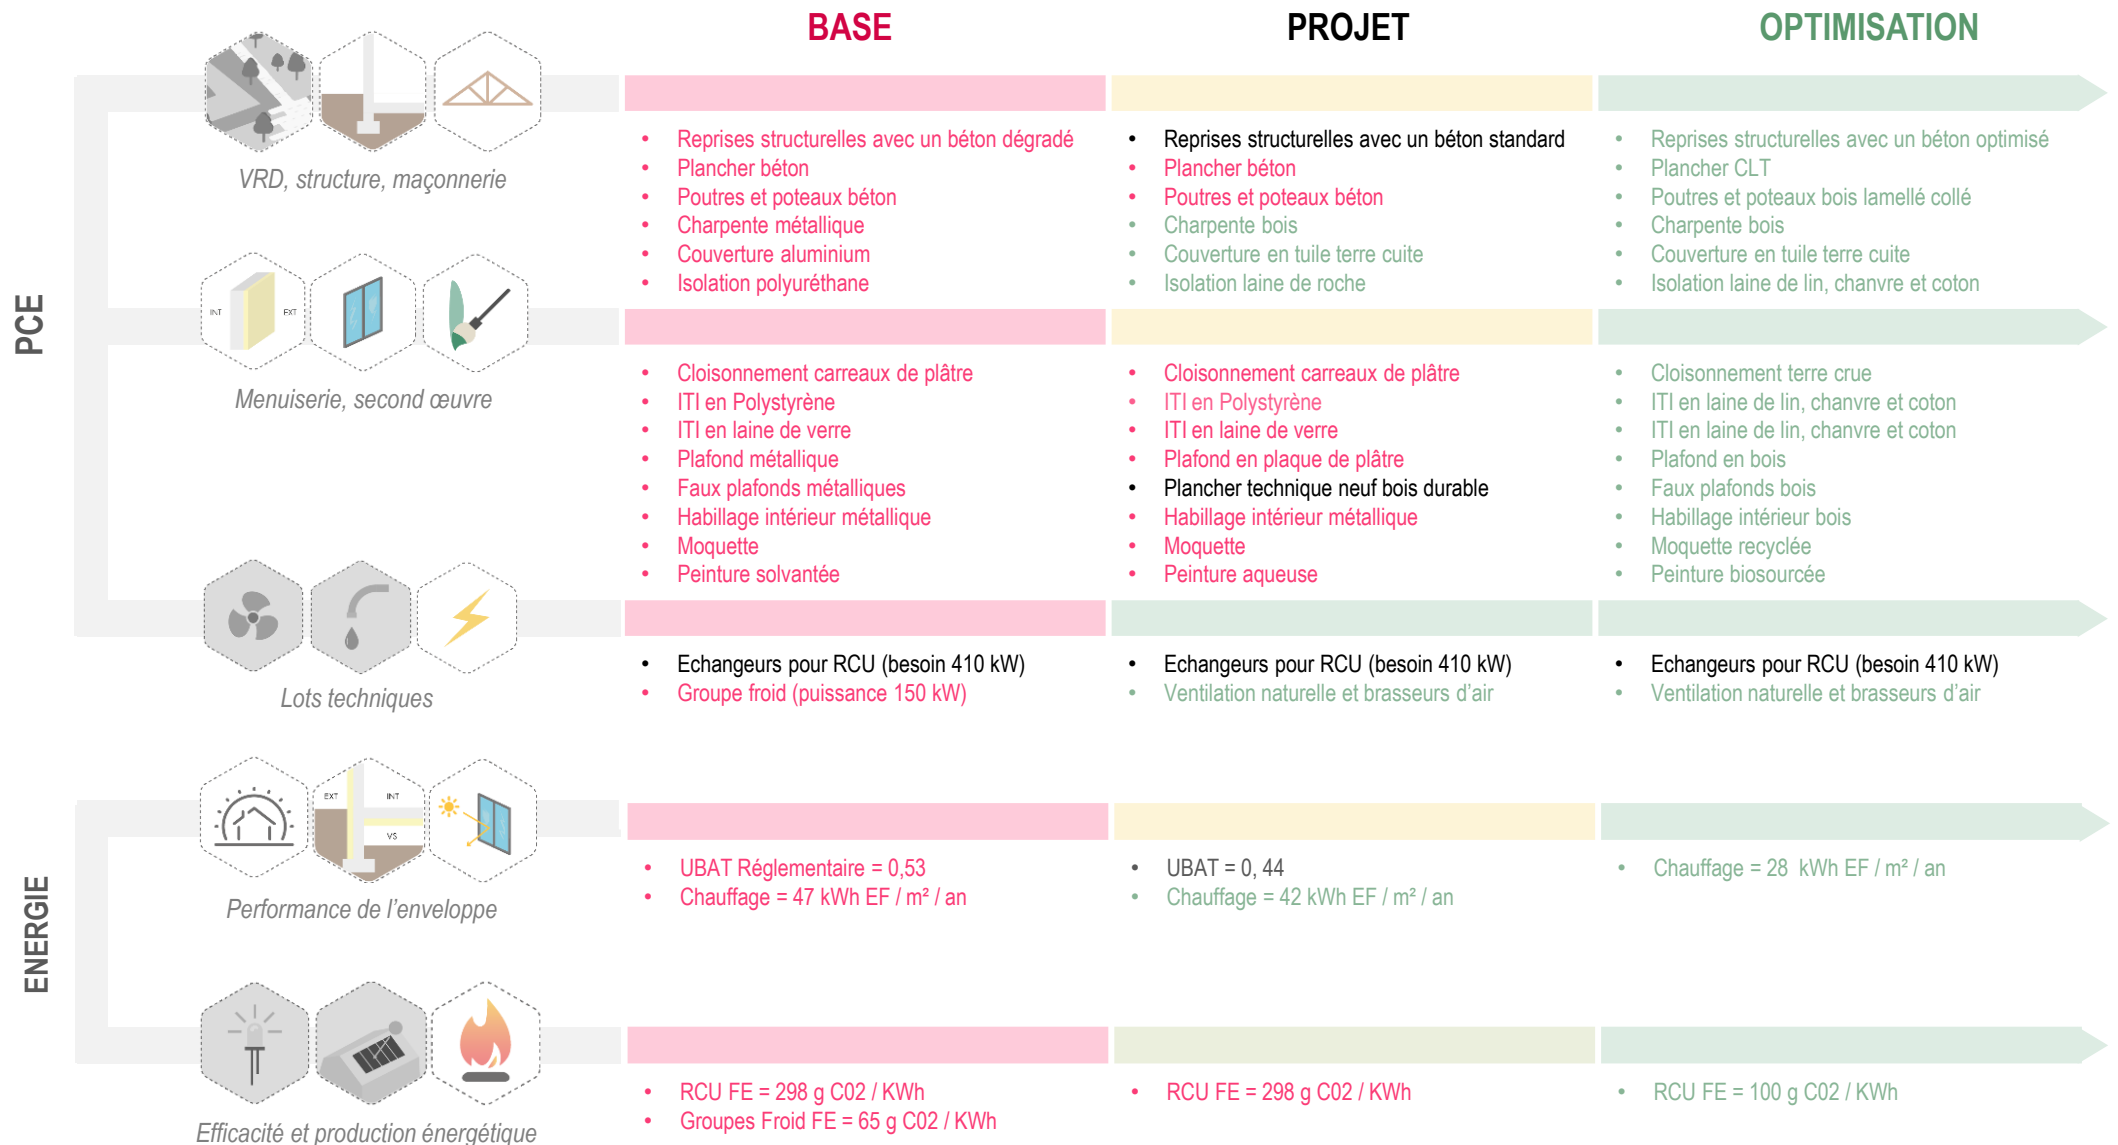 BASE
PROJET
OPTIMISATION
PCE
VRD, structure, maçonnerie
• Reprises structurelles avec un béton dégradé
• Plancher béton
• Poutres et poteaux béton
• Charpente métallique
• Couverture aluminium
• Isolation polyuréthane
• Reprises structurelles avec un béton standard
• Plancher béton
• Poutres et poteaux béton
• Charpente bois
• Couverture en tuile terre cuite
• Isolation laine de roche
• Reprises structurelles avec un béton optimisé
• Plancher CLT
• Poutres et poteaux bois lamellé collé
• Charpente bois
• Couverture en tuile terre cuite
• Isolation laine de lin, chanvre et coton
INT
EXT
Menuiserie, second œuvre
• Cloisonnement carreaux de plâtre
• ITI en Polystyrène
• ITI en laine de verre
• Plafond métallique
• Faux plafonds métalliques
• Habillage intérieur métallique
• Moquette
• Peinture solvantée
• Cloisonnement carreaux de plâtre
• ITI en Polystyrène
• ITI en laine de verre
• Plafond en plaque de plâtre
• Plancher technique neuf bois durable
• Habillage intérieur métallique
• Moquette
• Peinture aqueuse
• Cloisonnement terre crue
• ITI en laine de lin, chanvre et coton
• ITI en laine de lin, chanvre et coton
• Plafond en bois
• Faux plafonds bois
• Habillage intérieur bois
• Moquette recyclée
• Peinture biosourcée
Lots techniques
• Echangeurs pour RCU (besoin 410 kW)
• Groupe froid (puissance 150 kW)
• Echangeurs pour RCU (besoin 410 kW)
• Ventilation naturelle et brasseurs d'air
• Echangeurs pour RCU (besoin 410 kW)
• Ventilation naturelle et brasseurs d'air
ENERGIE
EXT
INT
VS
Performance de l'enveloppe
• UBAT Réglementaire = 0,53
• Chauffage = 47 kWh EF / m² / an
• UBAT = 0, 44
• Chauffage = 42 kWh EF / m² / an
• Chauffage = 28 kWh EF / m² / an
Efficacité et production énergétique
• RCU FE = 298 g C02 / KWh
• Groupes Froid FE = 65 g C02 / KWh
• RCU FE = 298 g C02 / KWh
• RCU FE = 100 g C02 / KWh